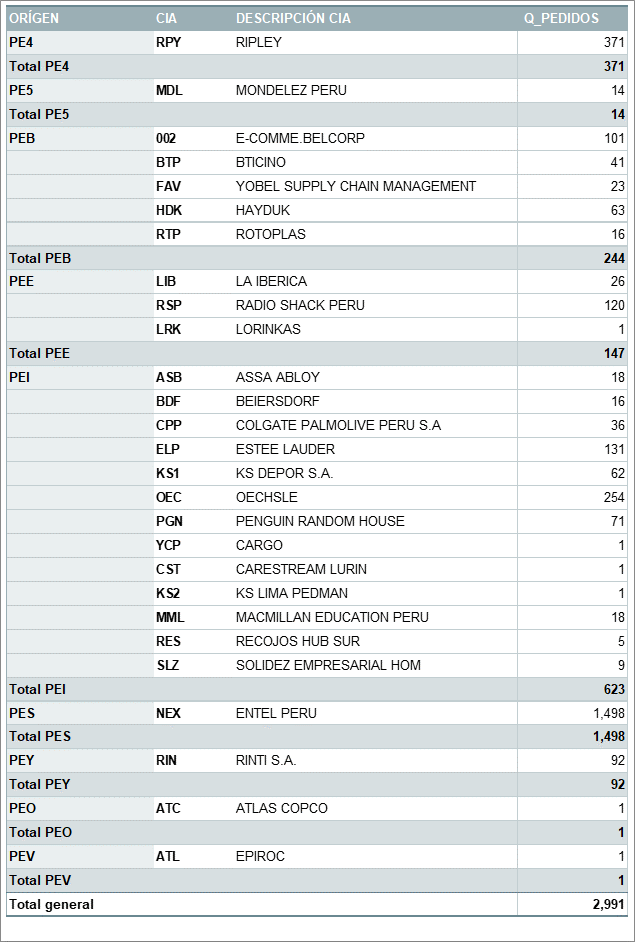 ORÍGEN CIA DESCRIPCIÓN CIA Q_PEDIDOS
PE4 RPY RIPLEY 371
Total PE4 371
PE5 MDL MONDELEZ PERU 14
Total PE5 14
PEB 002 E-COMME.BELCORP 101
BTP BTICINO 41
FAV YOBEL SUPPLY CHAIN MANAGEMENT 23
HDK HAYDUK 63
RTP ROTOPLAS 16
Total PEB 244
PEE LIB LA IBERICA 26
RSP RADIO SHACK PERU 120
LRK LORINKAS 1
Total PEE 147
PEI ASB ASSA ABLOY 18
BDF BEIERSDORF 16
CPP COLGATE PALMOLIVE PERU S.A 36
ELP ESTEE LAUDER 131
KS1 KS DEPOR S.A. 62
OEC OECHSLE 254
PGN PENGUIN RANDOM HOUSE 71
YCP CARGO 1
CST CARESTREAM LURIN 1
KS2 KS LIMA PEDMAN 1
MML MACMILLAN EDUCATION PERU 18
RES RECOJOS HUB SUR 5
SLZ SOLIDEZ EMPRESARIAL HOM 9
Total PEI 623
PES NEX ENTEL PERU 1,498
Total PES 1,498
PEY RIN RINTI S.A. 92
Total PEY 92
PEO ATC ATLAS COPCO 1
Total PEO 1
PEV ATL EPIROC 1
Total PEV 1
Total general 2,991